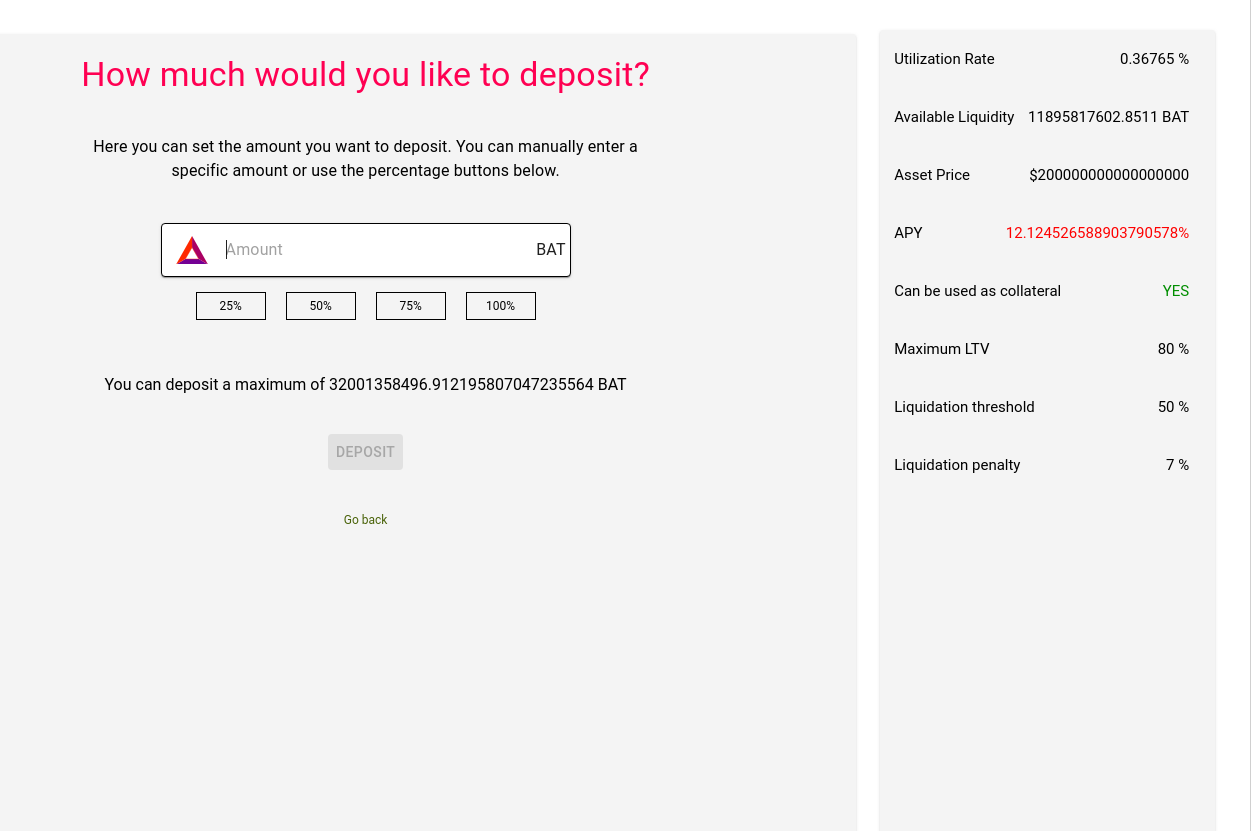 How much would you like to deposit?
Here you can set the amount you want to deposit. You can manually enter a
specific amount or use the percentage buttons below.
Amount BAT
25% 50% 75% 100%
You can deposit a maximum of 32001358496.912195807047235564 BAT
DEPOSIT
Go back
Utilization Rate 0.36765 %
Available Liquidity 11895817602.8511 BAT
Asset Price $200000000000000000
APY 12.124526588903790578%
Can be used as collateral YES
Maximum LTV 80 %
Liquidation threshold 50 %
Liquidation penalty 7 %